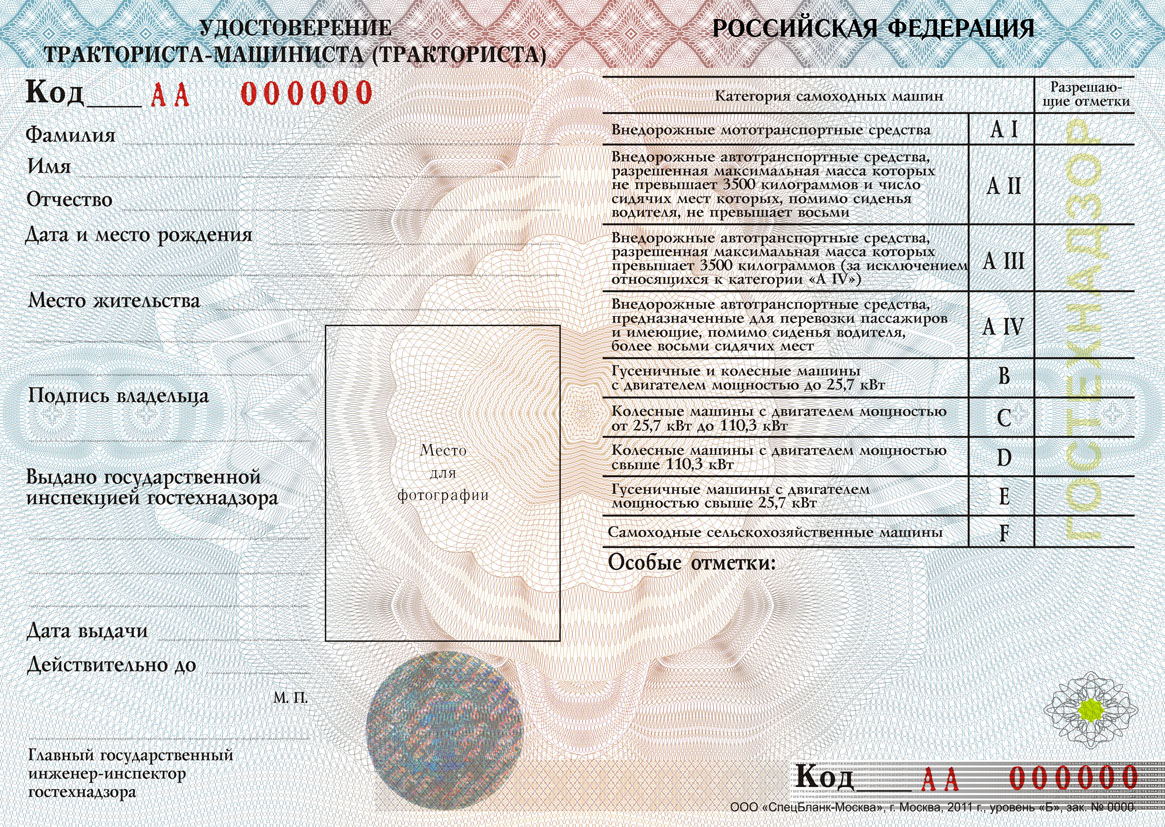 УДОСТОВЕРЕНИЕ
ТРАКТОРИСТА-МАШИНИСТА (ТРАКТОРИСТА)
Код____ АА 000000
Фамилия
Имя
Отчество
Дата и место рождения
Место жительства
Подпись владельца
Выдано государственной
инспекцией гостехнадзора
Дата выдачи
Действительно до
М. П.
Главный государственный
инженер-инспектор
гостехнадзора
Место
для
фотографии
РОССИЙСКАЯ ФЕДЕРАЦИЯ
Категория самоходных машин
Разрешаю-
щие отметки
Внедорожные мототранспортные средства
А I
Внедорожные автотранспортные средства,
разрешенная максимальная масса которых
не превышает 3500 килограммов и число
сидячих мест которых, помимо сиденья
водителя, не превышает восьми
А II
Внедорожные автотранспортные средства,
разрешенная максимальная масса которых
превышает 3500 килограммов (за исключением
относящихся к категории «А IV»)
А III
Внедорожные автотранспортные средства,
предназначенные для перевозки пассажиров
и имеющие, помимо сиденья водителя,
более восьми сидячих мест
А IV
Гусеничные и колесные машины
с двигателем мощностью до 25,7 кВт
B
Колесные машины с двигателем мощностью
от 25,7 кВт до 110,3 кВт
C
Колесные машины с двигателем мощностью
свыше 110,3 кВт
D
Гусеничные машины с двигателем
мощностью свыше 25,7 кВт
E
Самоходные сельскохозяйственные машины
F
ГОСТЕХНАДЗОР
Особые отметки:
Код____ АА 000000
ООО «СпецБланк-Москва», г. Москва, 2011 г., уровень «Б», зак. № 0000.